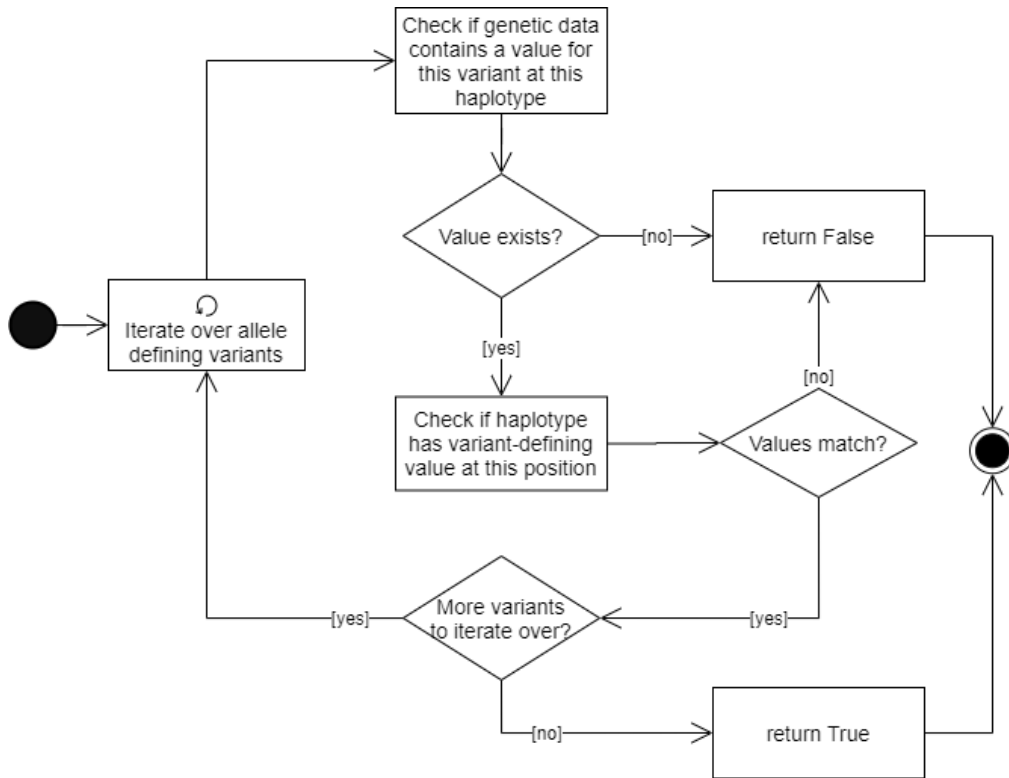 Check if genetic data
contains a value for
this variant at this
haplotype
Value exists?
[no]
return False
Iterate over allele
defining variants
[yes]
[no]
Check if haplotype
has variant-defining
value at this position
Values match?
More variants
to iterate over?
[yes]
[yes]
[no]
return True